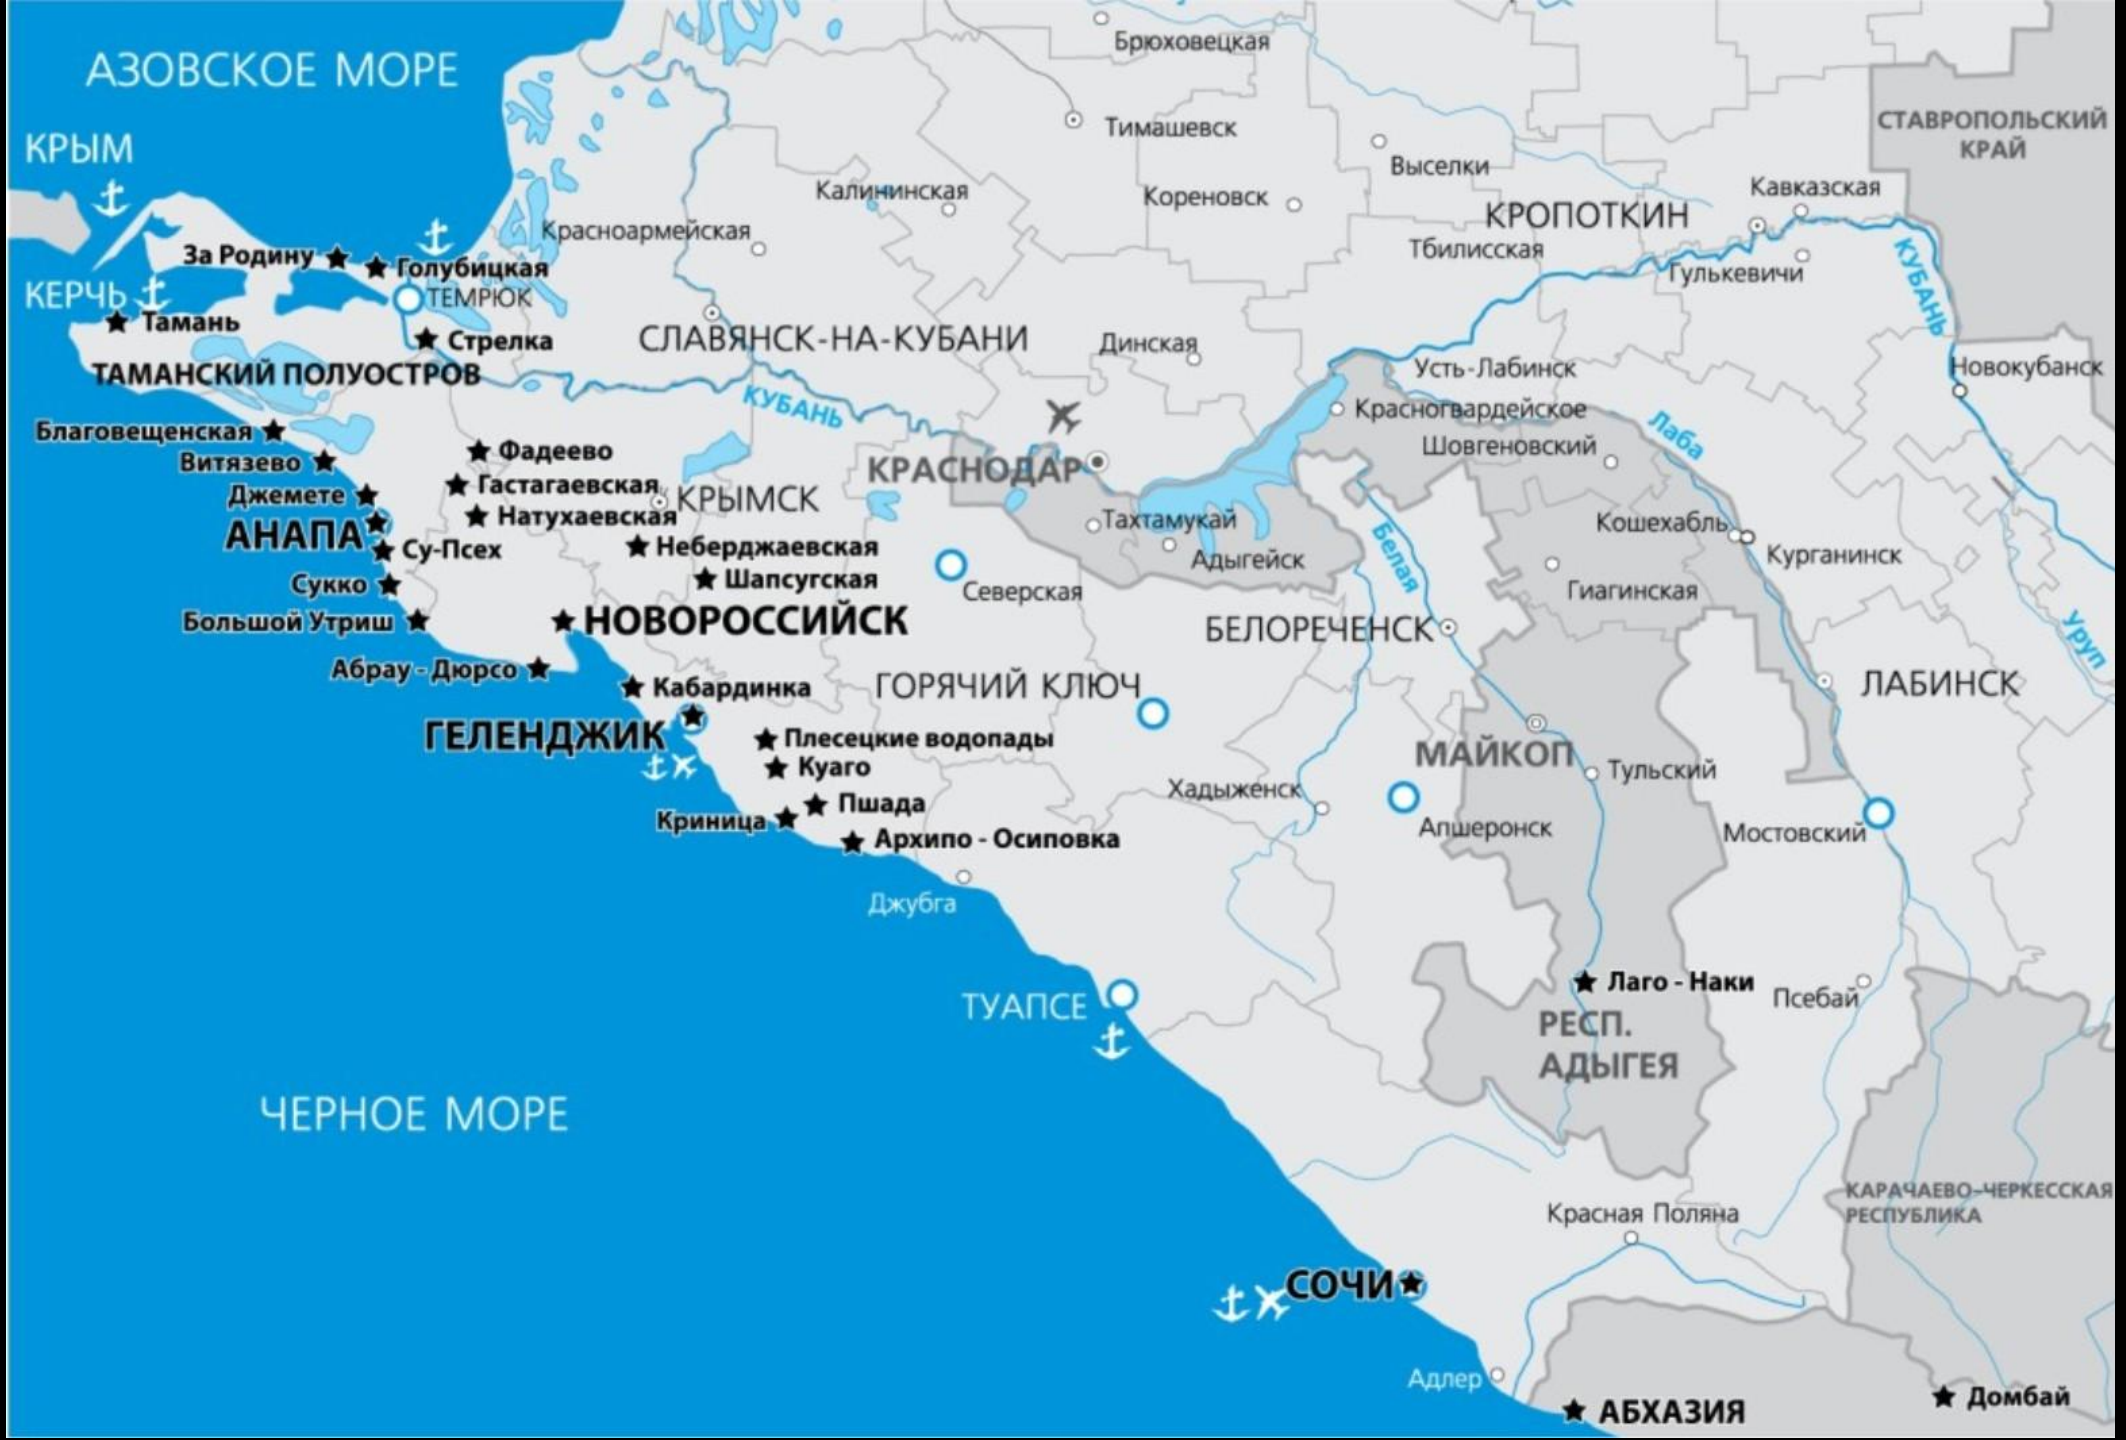 Брюховецкая
АЗОВСКОЕ МОРЕ
Тимашевск
СТАВРОПОЛЬСКИЙ
КРАЙ
КРЫМ
Выселки
Калининская
Кореновск
Кавказская
КРОПОТКИН
Красноармейская
Тбилисская
За Родину
Голубицкая
Гулькевичи
КУБАНЬ
КЕРЧЬ
ТЕМРЮК
Тамань
Стрелка
СЛАВЯНСК-НА-КУБАНИ
Динская
ТАМАНСКИЙ ПОЛУОСТРОВ
Усть-Лабинск
Новокубанск
КУБАНЬ
Красногвардейское
Благовещенская
Лаба
Фадеево
Шовгеновский
Витязево
КРАСНОДАР
Гастагаевская
Джемете
КРЫМСК
Натухаевская
АНАПА
Тахтамукай
Кошехабль
Су-Псех
Неберджаевская
Адыгейск
Белая
Курганинск
Шапсугская
Сукко
Северская
Гиагинская
Большой Утриш
НОВОРОССИЙСК
БЕЛОРЕЧЕНСК
Уруп
Абрау - Дюрсо
Кабардинка
ГОРЯЧИЙ КЛЮЧ
ЛАБИНСК
ГЕЛЕНДЖИК
Плесецкие водопады
МАЙКОП
Тульский
Куаго
Хадыженск
Пшада
Криница
Апшеронск
Мостовский
Архипо - Осиповка
Джубга
Лаго - Наки
Псебай
ТУАПСЕ
РЕСП.
АДЫГЕЯ
ЧЕРНОЕ МОРЕ
КАРАЧАЕВО-ЧЕРКЕССКАЯ
РЕСПУБЛИКА
Красная Поляна
СОЧИ
Адлер
АБХАЗИЯ
Домбай